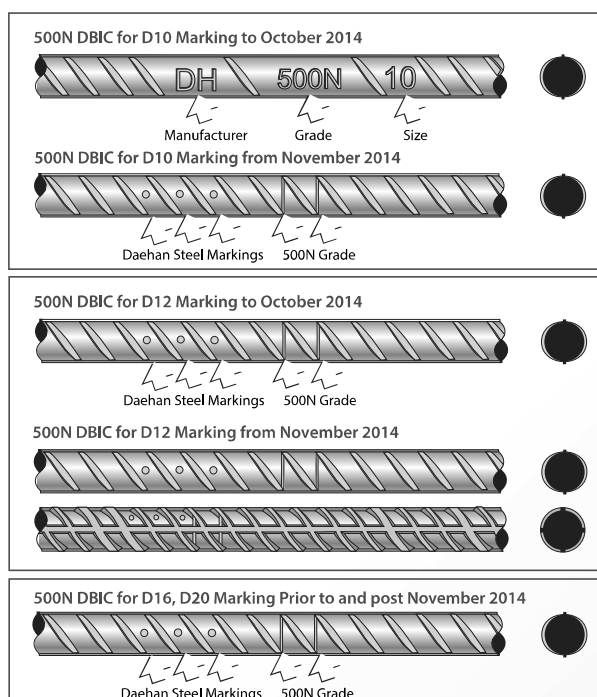 500N DBIC for D10 Marking to October 2014
DH 500N 10
Manufacturer Grade Size
500N DBIC for D10 Marking from November 2014
Daehan Steel Markings 500N Grade
500N DBIC for D12 Marking to October 2014
Daehan Steel Markings 500N Grade
500N DBIC for D12 Marking from November 2014
500N DBIC for D16, D20 Marking Prior to and post November 2014
Daehan Steel Markings 500N Grade